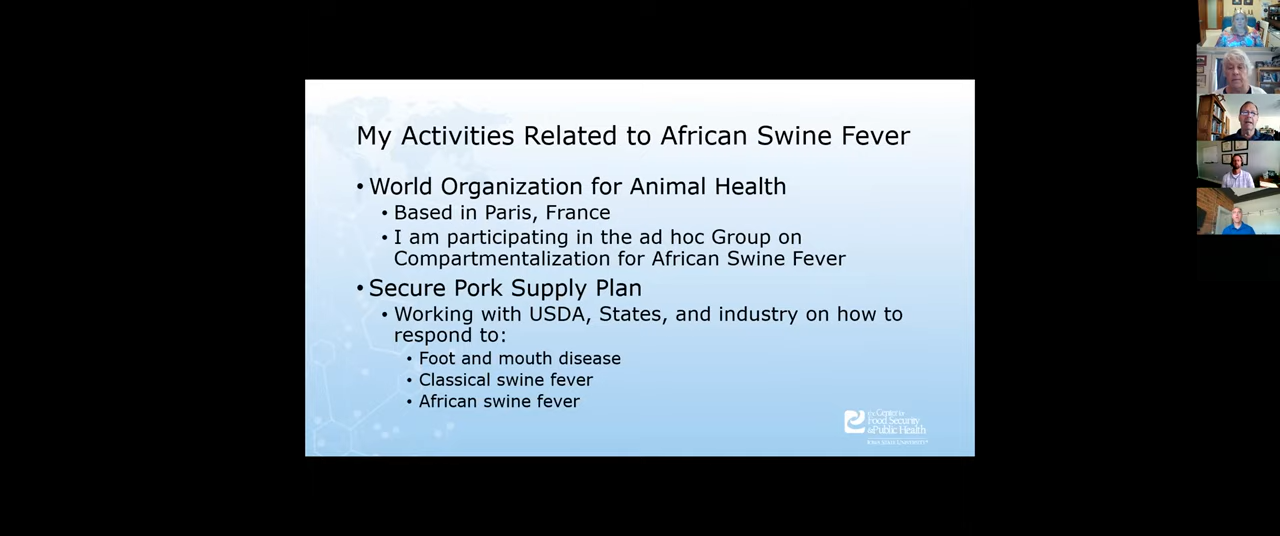 My Activities Related to African Swine Fever
• World Organization for Animal Health
• Based in Paris, France
• I am participating in the ad hoc Group on
Compartmentalization for African Swine Fever
• Secure Pork Supply Plan
• Working with USDA, States, and industry on how to
respond to:
• Foot and mouth disease
• Classical swine fever
• African swine fever
the Center for
Food Security
& Public Health
IOWA STATE UNIVERSITY